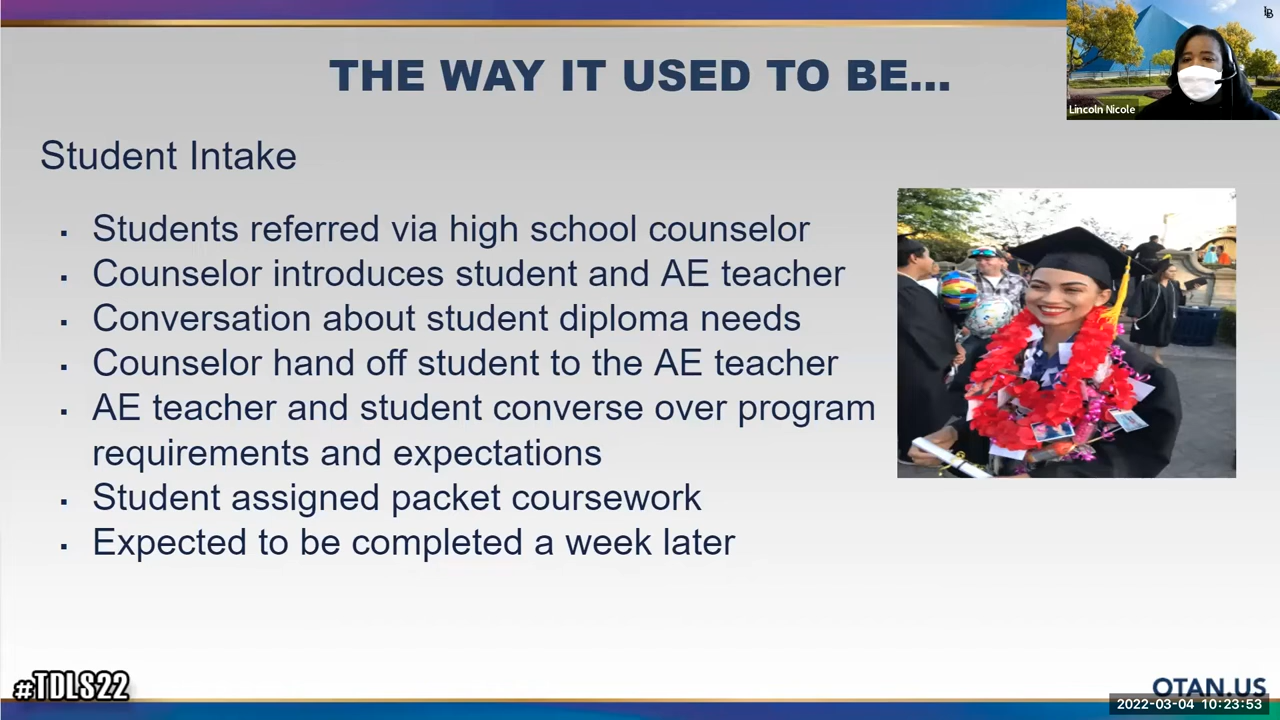 THE WAY IT USED TO BE...
Lincoln Nicole
Student Intake
▪ Students referred via high school counselor
▪ Counselor introduces student and AE teacher
▪ Conversation about student diploma needs
▪ Counselor hand off student to the AE teacher
▪ AE teacher and student converse over program
requirements and expectations
▪ Student assigned packet coursework
▪ Expected to be completed a week later
#TDLS22
OTAN.US
2022-03-04 10:23:53